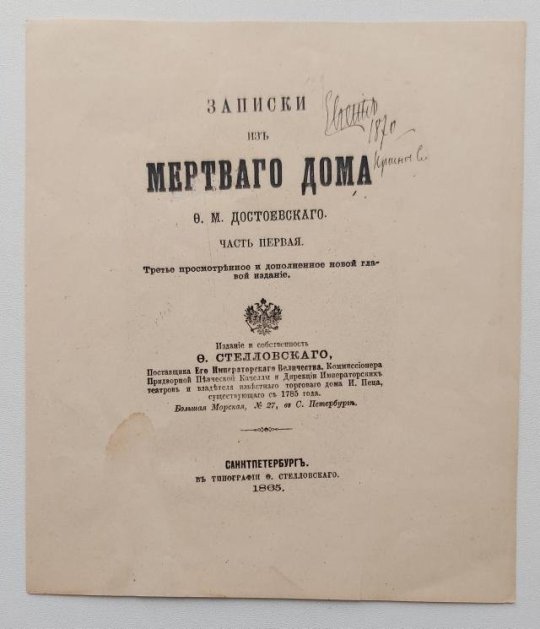 ЗАПИСКИ
ИЗЪ
МЕРТВАГО ДОМА
Ѳ. М. ДОСТОЕВСКАГО.
ЧАСТЬ ПЕРВАЯ.
Третье просмотрѣнное и дополненное новой гла-
вой изданіе.
1870
Изданіе и собственность
Ѳ. СТЕЛЛОВСКАГО,
Поставщика Его Императорскаго Величества, Коммиссіонера
Придворной Пѣвческой Капеллы и Дирекціи Императорскихъ
театровъ и владѣтеля извѣстнаго торговаго дома И. Пеца,
существующаго съ 1785 года.
Большая Морская, № 27, въ С. Петербургѣ.
САНКТПЕТЕРБУРГЪ.
ВЪ ТИПОГРАФІИ Ѳ. СТЕЛЛОВСКАГО.
1865.